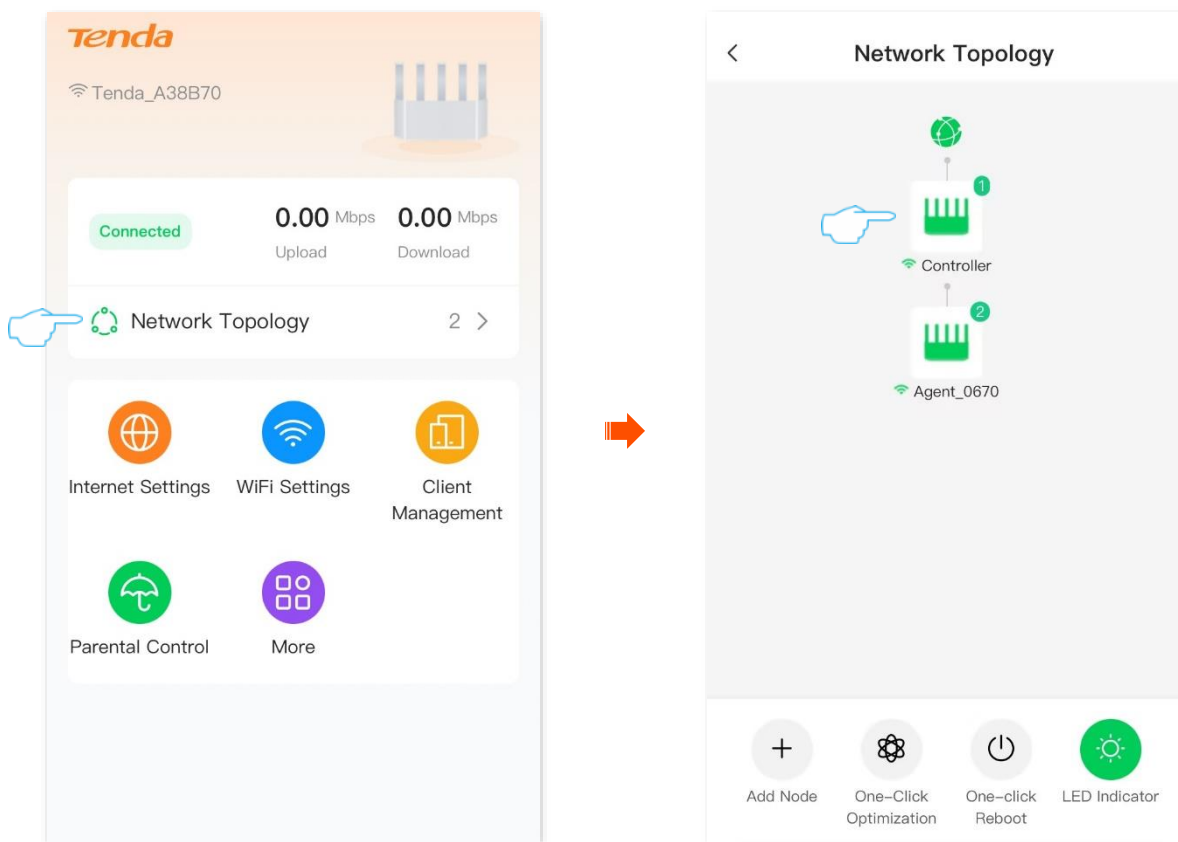 Tenda
Tenda_A38B70
Connected
0.00 Mbps
Upload
0.00 Mbps
Download
Network Topology
2
Internet Settings
WiFi Settings
Client
Management
Parental Control
More
Network Topology
1
Controller
2
Agent_0670
Add Node
One-Click
Optimization
One-click
Reboot
LED Indicator